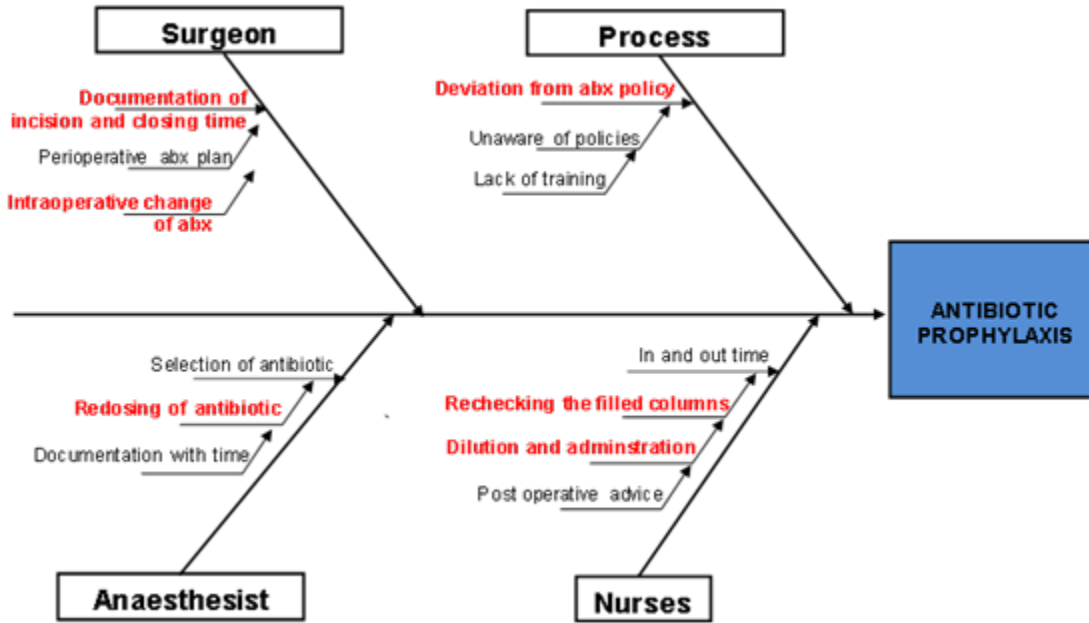 Surgeon
Documentation of
incision and closing time
Perioperative abx plan
Intraoperative change
of abx
Process
Deviation from abx policy
Unaware of policies
Lack of training
ANTIBIOTIC
PROPHYLAXIS
Selection of antibiotic
Redosing of antibiotic
Documentation with time
Anaesthesist
In and out time
Rechecking the filled columns
Dilution and adminstration
Post operative advice
Nurses